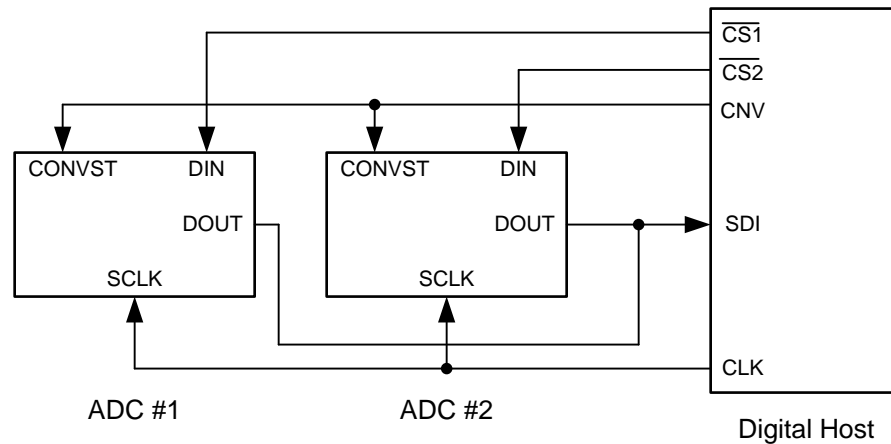 CS1
CS2
CNV
CONVST
DIN
CONVST
DIN
DOUT
DOUT
SDI
SCLK
SCLK
CLK
ADC #1
ADC #2
Digital Host